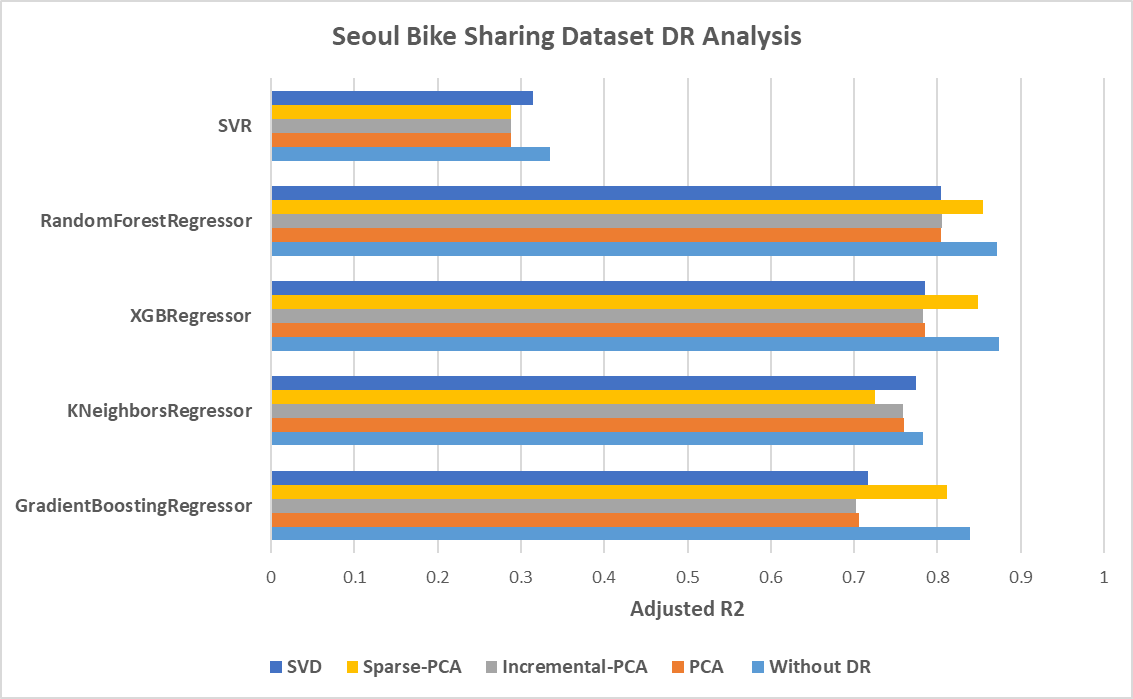 Seoul Bike Sharing Dataset DR Analysis
SVR
RandomForestRegressor
XGBRegressor
KNeighborsRegressor
GradientBoostingRegressor
0 0.1 0.2 0.3 0.4 0.5 0.6 0.7 0.8 0.9 1
Adjusted R2
SVD Sparse-PCA Incremental-PCA PCA Without DR